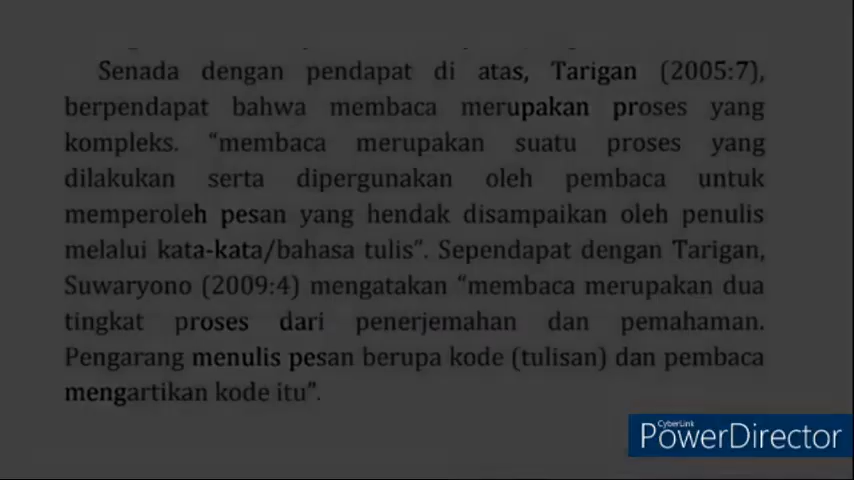 Senada dengan pendapat di atas, Tarigan (2005:7),
berpendapat bahwa membaca merupakan proses yang
kompleks. “membaca merupakan suatu proses yang
dilakukan serta dipergunakan oleh pembaca untuk
memperoleh pesan yang hendak disampaikan oleh penulis
melalui kata-kata/bahasa tulis”. Sependapat dengan Tarigan,
Suwaryono (2009:4) mengatakan “membaca merupakan dua
tingkat proses dari penerjemahan dan pemahaman.
Pengarang menulis pesan berupa kode (tulisan) dan pembaca
mengartikan kode itu”.
CyberLink
PowerDirector